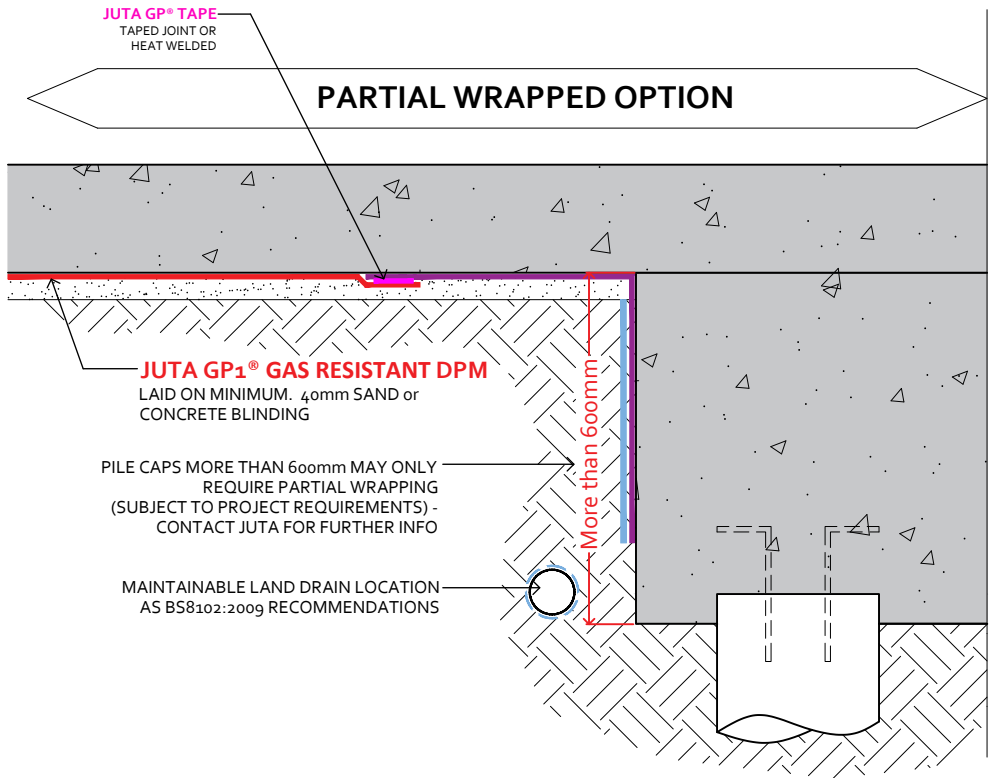 JUTA GP® TAPE
TAPED JOINT OR
HEAT WELDED
PARTIAL WRAPPED OPTION
JUTA GP1® GAS RESISTANT DPM
LAID ON MINIMUM. 40mm SAND or
CONCRETE BLINDING
More than 600mm
PILE CAPS MORE THAN 600mm MAY ONLY
REQUIRE PARTIAL WRAPPING
(SUBJECT TO PROJECT REQUIREMENTS) -
CONTACT JUTA FOR FURTHER INFO
MAINTAINABLE LAND DRAIN LOCATION
AS BS8102:2009 RECOMMENDATIONS